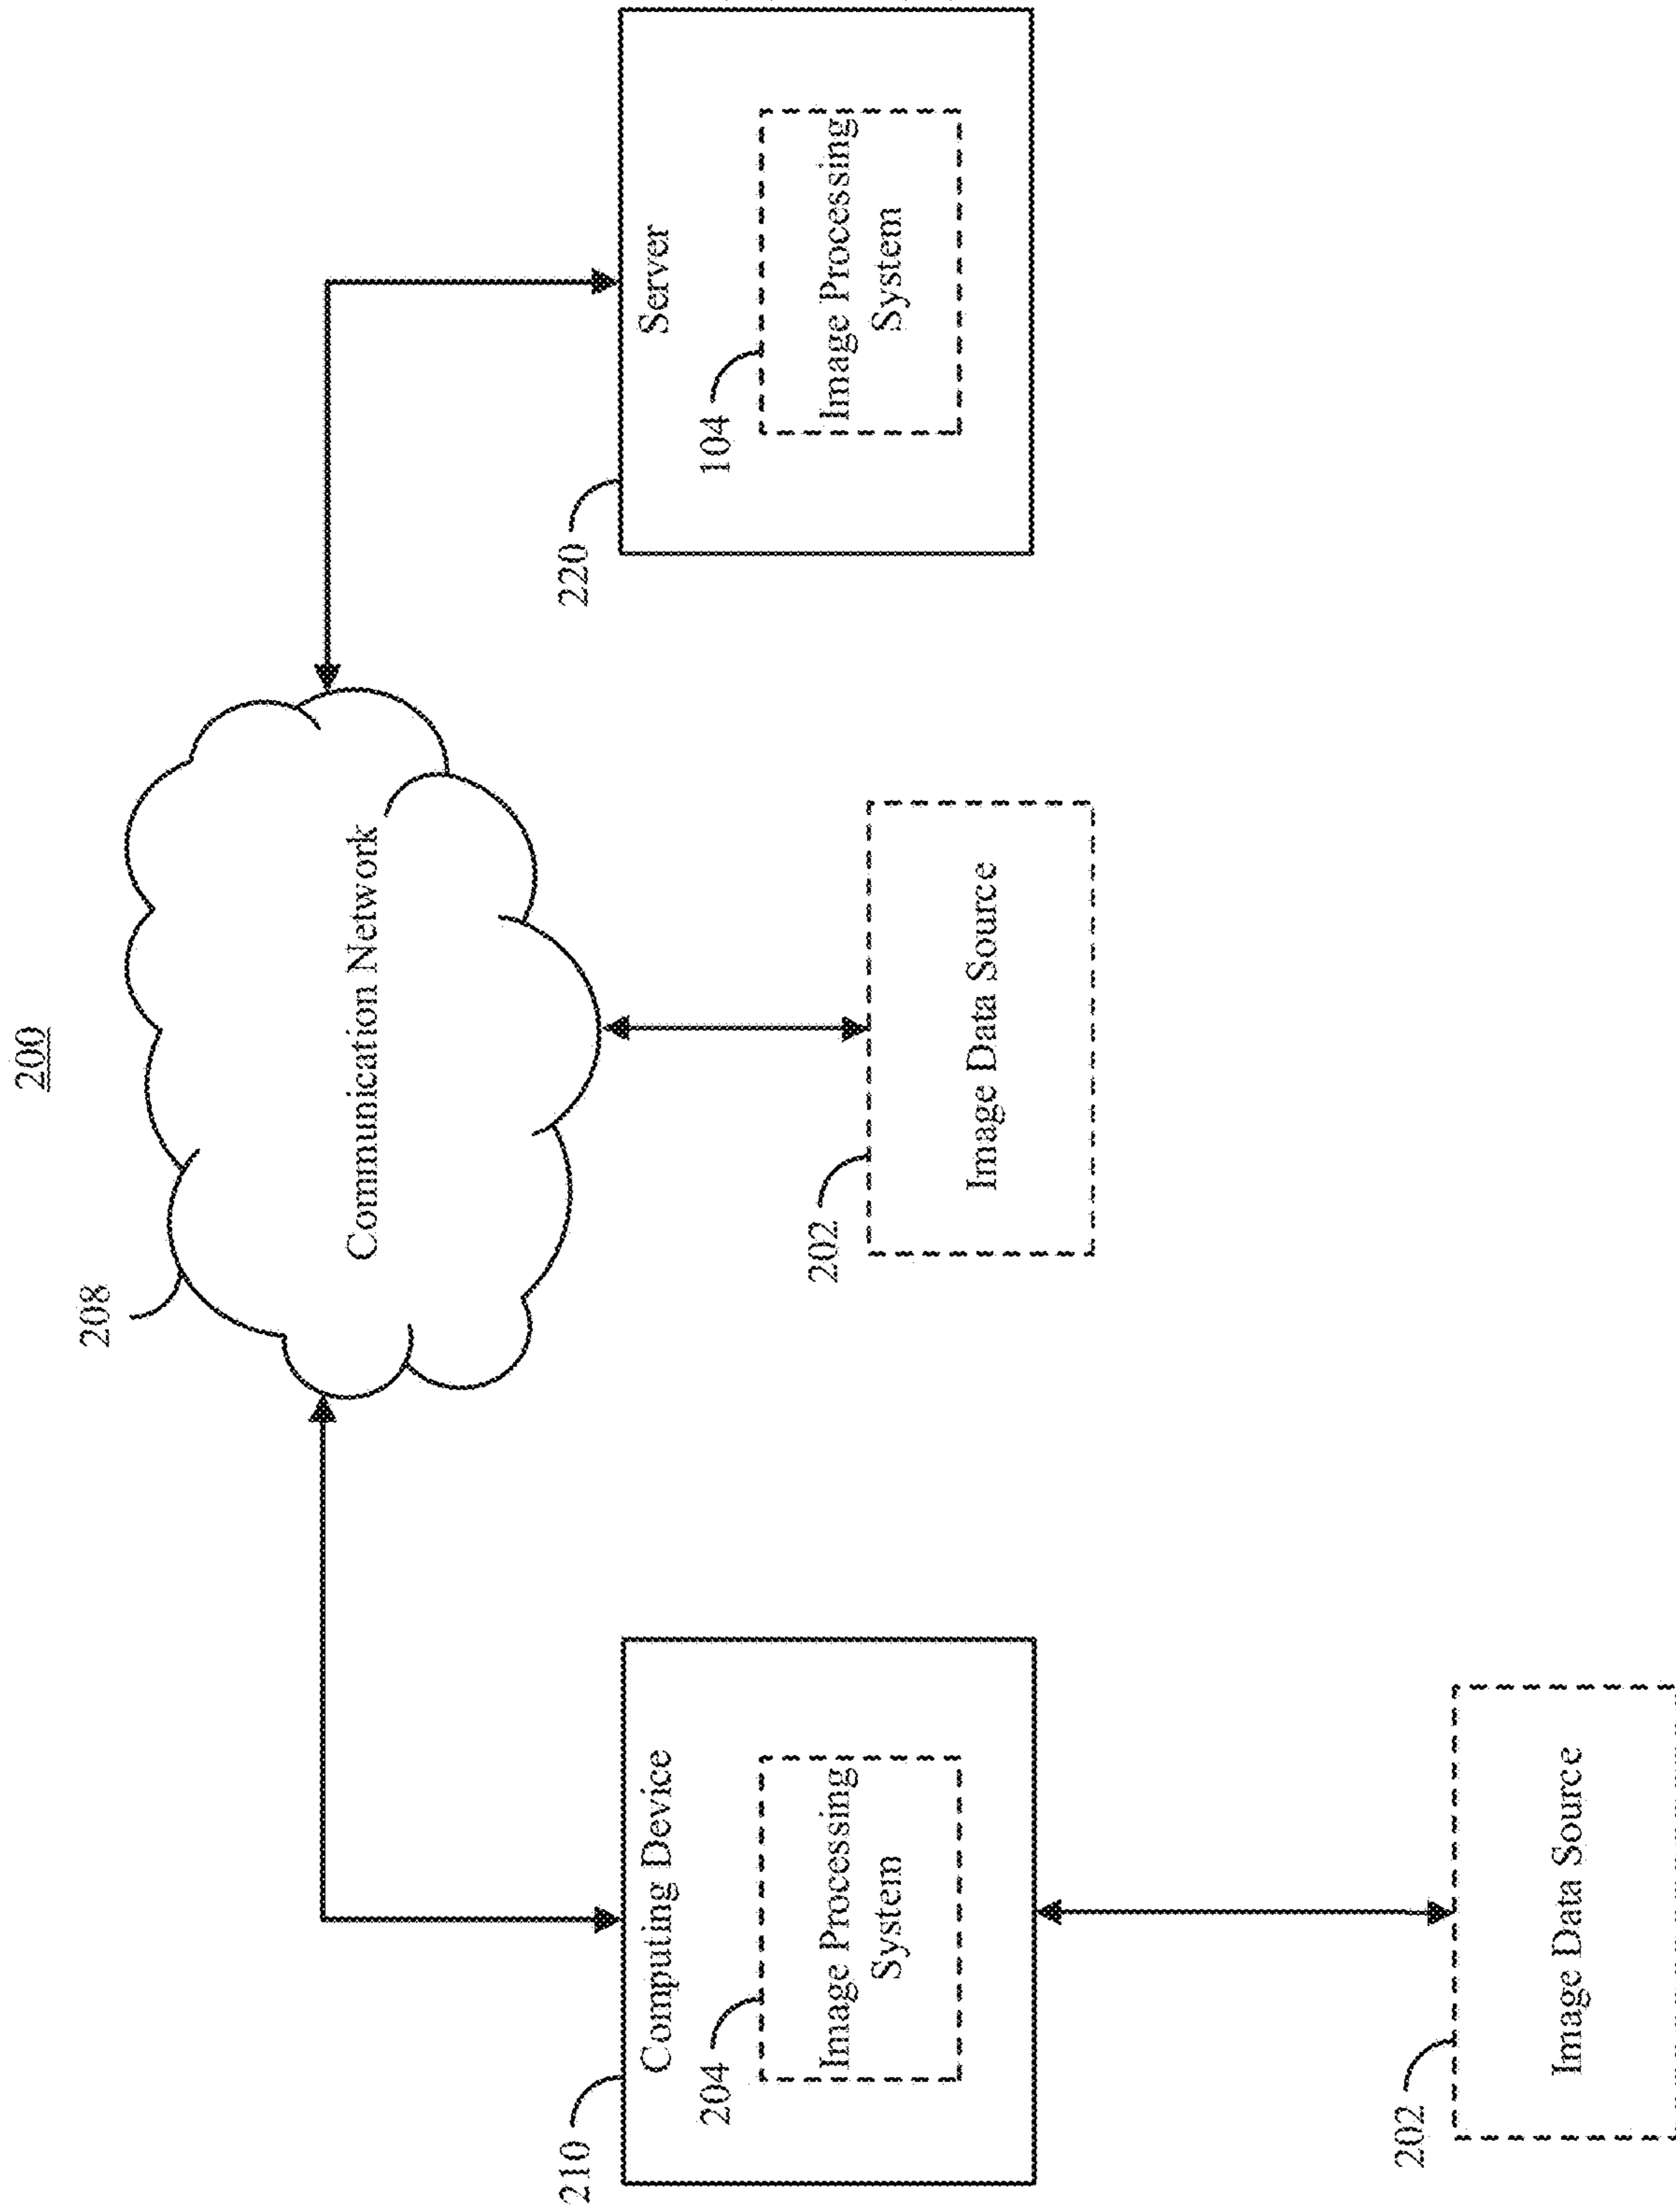 200
208
Communication Network
210
Computing Device
204
Image Processing
System
202
Image Data Source
220
Server
104
Image Processing
System
202
Image Data Source